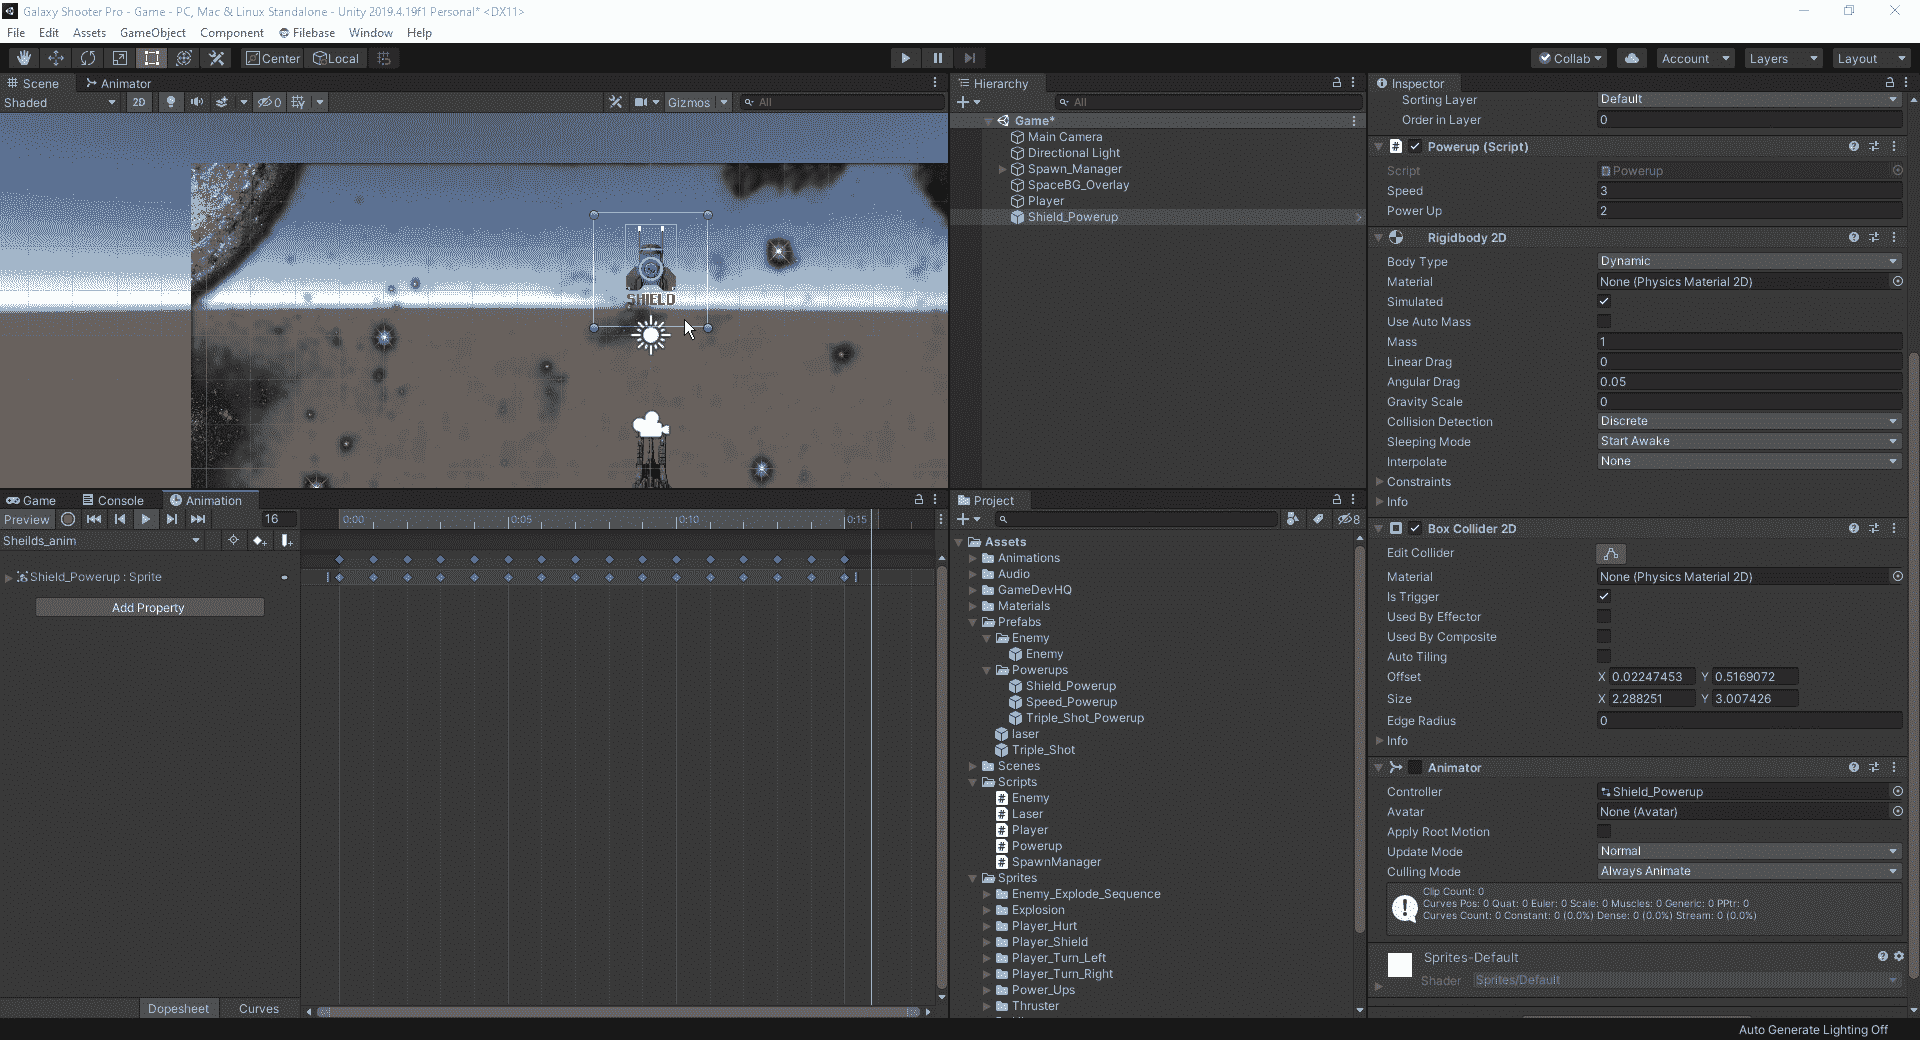 Galaxy Shooter Pro - Game - PC, Mac & Linux Standalone - Unity 2019.4.19f1 Personal* <DX11>
File Edit Assets GameObject Component Filebase Window Help
Center Local Collab Account Layers Layout
Scene Animator
Shaded 2D 0 Gizmos All
SHIELD
Hierarchy
All
Game*
Main Camera
Directional Light
Spawn_Manager
SpaceBG_Overlay
Player
Shield_Powerup
Game Console Animation
Preview 16 0:00 0:05 0:10 0:15
Sheilds_anim
Shield_Powerup : Sprite
Add Property
Dopesheet Curves
Project
8
Assets
Animations
Audio
GameDevHQ
Materials
Prefabs
Enemy
Enemy
Powerups
Shield_Powerup
Speed_Powerup
Triple_Shot_Powerup
laser
Triple_Shot
Scenes
Scripts
Enemy
Laser
Player
Powerup
SpawnManager
Sprites
Enemy_Explode_Sequence
Explosion
Player_Hurt
Player_Shield
Player_Turn_Left
Player_Turn_Right
Power_Ups
Thruster
Inspector
Sorting Layer Default
Order in Layer 0
# Powerup (Script)
Script Powerup
Speed 3
Power Up 2
Rigidbody 2D
Body Type Dynamic
Material None (Physics Material 2D)
Simulated
Use Auto Mass
Mass 1
Linear Drag 0
Angular Drag 0.05
Gravity Scale 0
Collision Detection Discrete
Sleeping Mode Start Awake
Interpolate None
Constraints
Info
Box Collider 2D
Edit Collider
Material None (Physics Material 2D)
Is Trigger
Used By Effector
Used By Composite
Auto Tiling
Offset X 0.02247453 Y 0.5169072
Size X 2.288251 Y 3.007426
Edge Radius 0
Info
Animator
Controller Shield_Powerup
Avatar None (Avatar)
Apply Root Motion
Update Mode Normal
Culling Mode Always Animate
Clip Count: 0
Curves Pos: 0 Quat: 0 Euler: 0 Scale: 0 Muscles: 0 Generic: 0 PPtr: 0
Curves Count: 0 Constant: 0 (0.0%) Dense: 0 (0.0%) Stream: 0 (0.0%)
Sprites-Default
Shader Sprites/Default
Auto Generate Lighting Off